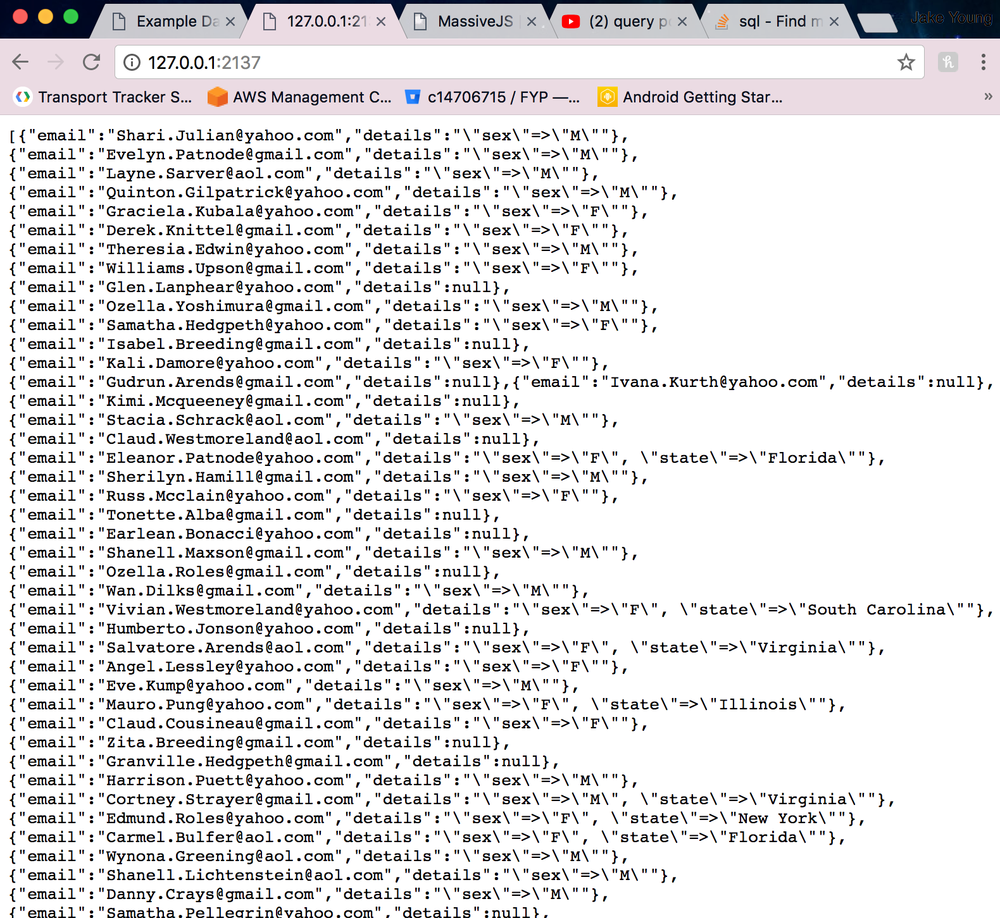 Example Da
127.0.0.1:213
MassiveJS
(2) query po
sql - Find m
Jake Young
127.0.0.1:2137
Transport Tracker S...
AWS Management C...
c14706715 / FYP —...
Android Getting Star...
»
[{"email":"Shari.Julian@yahoo.com","details":"\"sex\"=>\"M\""},
{"email":"Evelyn.Patnode@gmail.com","details":"\"sex\"=>\"M\""},
{"email":"Layne.Sarver@aol.com","details":"\"sex\"=>\"M\""},
{"email":"Quinton.Gilpatrick@yahoo.com","details":"\"sex\"=>\"M\""},
{"email":"Graciela.Kubala@yahoo.com","details":"\"sex\"=>\"F\""},
{"email":"Derek.Knittel@gmail.com","details":"\"sex\"=>\"F\""},
{"email":"Theresia.Edwin@yahoo.com","details":"\"sex\"=>\"M\""},
{"email":"Williams.Upson@gmail.com","details":"\"sex\"=>\"F\""},
{"email":"Glen.Lanphear@yahoo.com","details":null},
{"email":"Ozella.Yoshimura@gmail.com","details":"\"sex\"=>\"M\""},
{"email":"Samatha.Hedgpeth@yahoo.com","details":"\"sex\"=>\"F\""},
{"email":"Isabel.Breeding@gmail.com","details":null},
{"email":"Kali.Damore@yahoo.com","details":"\"sex\"=>\"F\""},
{"email":"Gudrun.Arends@gmail.com","details":null},{"email":"Ivana.Kurth@yahoo.com","details":null},
{"email":"Kimi.Mcqueeney@gmail.com","details":null},
{"email":"Stacia.Schrack@aol.com","details":"\"sex\"=>\"M\""},
{"email":"Claud.Westmoreland@aol.com","details":null},
{"email":"Eleanor.Patnode@yahoo.com","details":"\"sex\"=>\"F\", \"state\"=>\"Florida\""},
{"email":"Sherilyn.Hamill@gmail.com","details":"\"sex\"=>\"M\""},
{"email":"Russ.Mcclain@yahoo.com","details":"\"sex\"=>\"F\""},
{"email":"Tonette.Alba@gmail.com","details":null},
{"email":"Earlean.Bonacci@yahoo.com","details":null},
{"email":"Shanell.Maxson@gmail.com","details":"\"sex\"=>\"M\""},
{"email":"Ozella.Roles@gmail.com","details":null},
{"email":"Wan.Dilks@gmail.com","details":"\"sex\"=>\"M\""},
{"email":"Vivian.Westmoreland@yahoo.com","details":"\"sex\"=>\"F\", \"state\"=>\"South Carolina\""},
{"email":"Humberto.Jonson@yahoo.com","details":null},
{"email":"Salvatore.Arends@aol.com","details":"\"sex\"=>\"F\", \"state\"=>\"Virginia\""},
{"email":"Angel.Lessley@yahoo.com","details":"\"sex\"=>\"F\""},
{"email":"Eve.Kump@yahoo.com","details":"\"sex\"=>\"M\""},
{"email":"Mauro.Pung@yahoo.com","details":"\"sex\"=>\"F\", \"state\"=>\"Illinois\""},
{"email":"Claud.Cousineau@gmail.com","details":"\"sex\"=>\"F\""},
{"email":"Zita.Breeding@gmail.com","details":null},
{"email":"Granville.Hedgpeth@gmail.com","details":null},
{"email":"Harrison.Puett@yahoo.com","details":"\"sex\"=>\"M\""},
{"email":"Cortney.Strayer@gmail.com","details":"\"sex\"=>\"M\", \"state\"=>\"Virginia\""},
{"email":"Edmund.Roles@yahoo.com","details":"\"sex\"=>\"F\", \"state\"=>\"New York\""},
{"email":"Carmel.Bulfer@aol.com","details":"\"sex\"=>\"F\", \"state\"=>\"Florida\""},
{"email":"Wynona.Greening@aol.com","details":"\"sex\"=>\"M\""},
{"email":"Shanell.Lichtenstein@aol.com","details":"\"sex\"=>\"M\""},
{"email":"Danny.Crays@gmail.com","details":"\"sex\"=>\"M\""},
{"email":"Samatha.Pellegrin@yahoo.com","details":null},